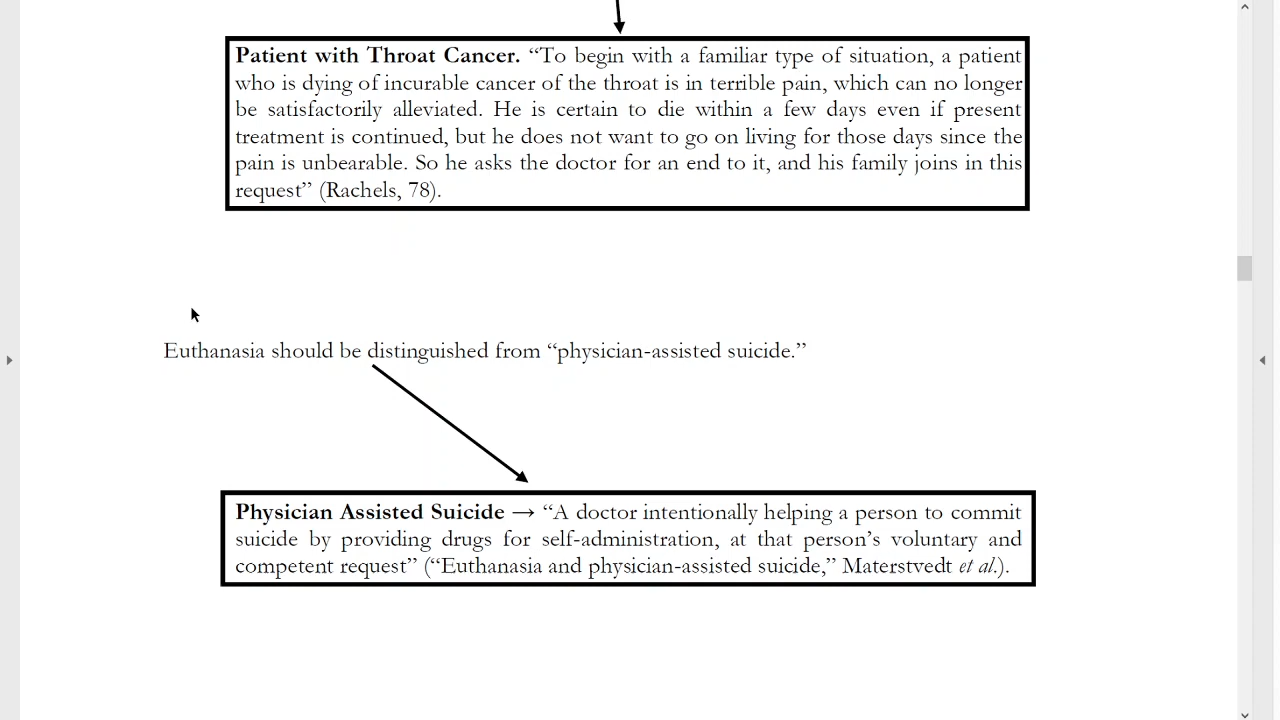 Patient with Throat Cancer. “To begin with a familiar type of situation, a patient
who is dying of incurable cancer of the throat is in terrible pain, which can no longer
be satisfactorily alleviated. He is certain to die within a few days even if present
treatment is continued, but he does not want to go on living for those days since the
pain is unbearable. So he asks the doctor for an end to it, and his family joins in this
request” (Rachels, 78).
Euthanasia should be distinguished from “physician-assisted suicide.”
Physician Assisted Suicide → “A doctor intentionally helping a person to commit
suicide by providing drugs for self-administration, at that person’s voluntary and
competent request” (“Euthanasia and physician-assisted suicide,” Materstvedt et al.).